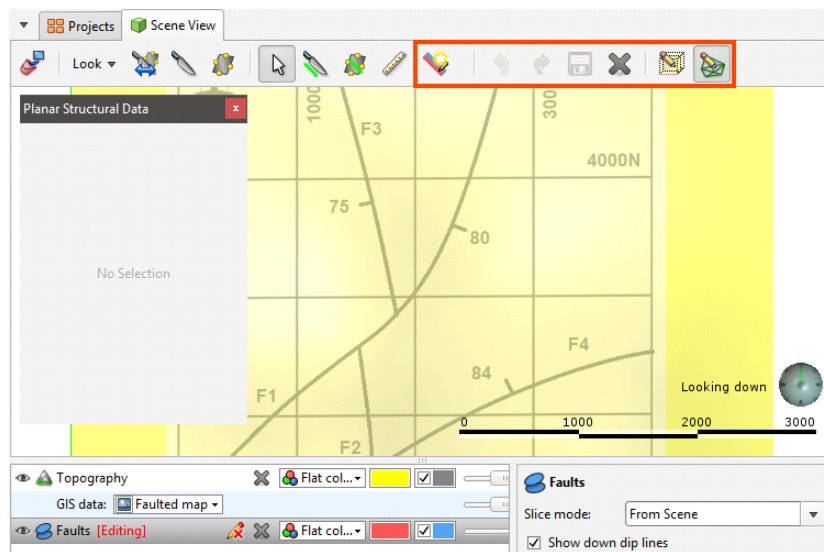 Projects Scene View
Look
Planar Structural Data x
No Selection
1000
300
F3
4000N
75
80
F4
84
F1
F2
Looking down
0 1000 2000 3000
Topography Flat col...
GIS data: Faulted map
Faults [Editing] Flat col...
Faults
Slice mode: From Scene
Show down dip lines